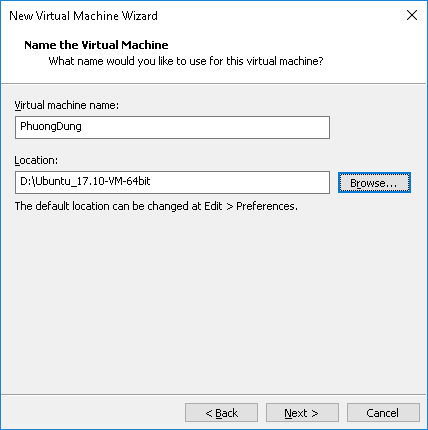 New Virtual Machine Wizard
Name the Virtual Machine
What name would you like to use for this virtual machine?
Virtual machine name:
PhuongDung
Location:
D:\Ubuntu_17.10-VM-64bit
Browse...
The default location can be changed at Edit > Preferences.
< Back
Next >
Cancel